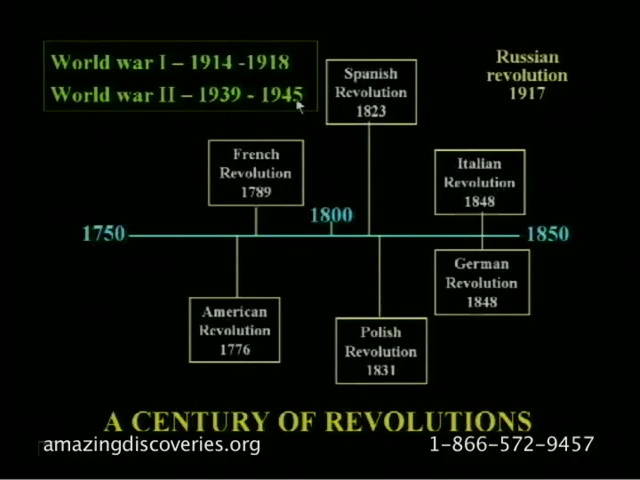 World war I – 1914 -1918
World war II – 1939 - 1945
Spanish
Revolution
1823
Russian
revolution
1917
French
Revolution
1789
Italian
Revolution
1848
1750
1800
1850
German
Revolution
1848
American
Revolution
1776
Polish
Revolution
1831
A CENTURY OF REVOLUTIONS
amazingdiscoveries.org
1-866-572-9457